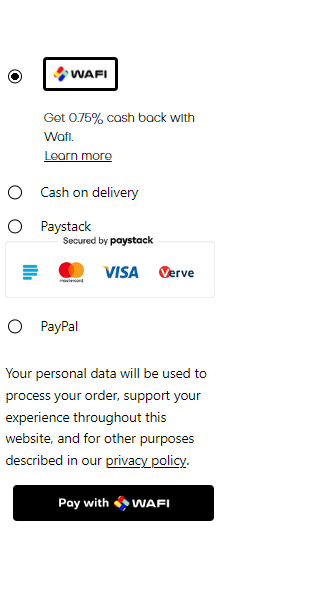 WAFI
Get 0.75% cash back with
Wafi.
Learn more
Cash on delivery
Paystack
Secured by paystack
mastercard VISA Verve
PayPal
Your personal data will be used to
process your order, support your
experience throughout this
website, and for other purposes
described in our privacy policy.
Pay with WAFI